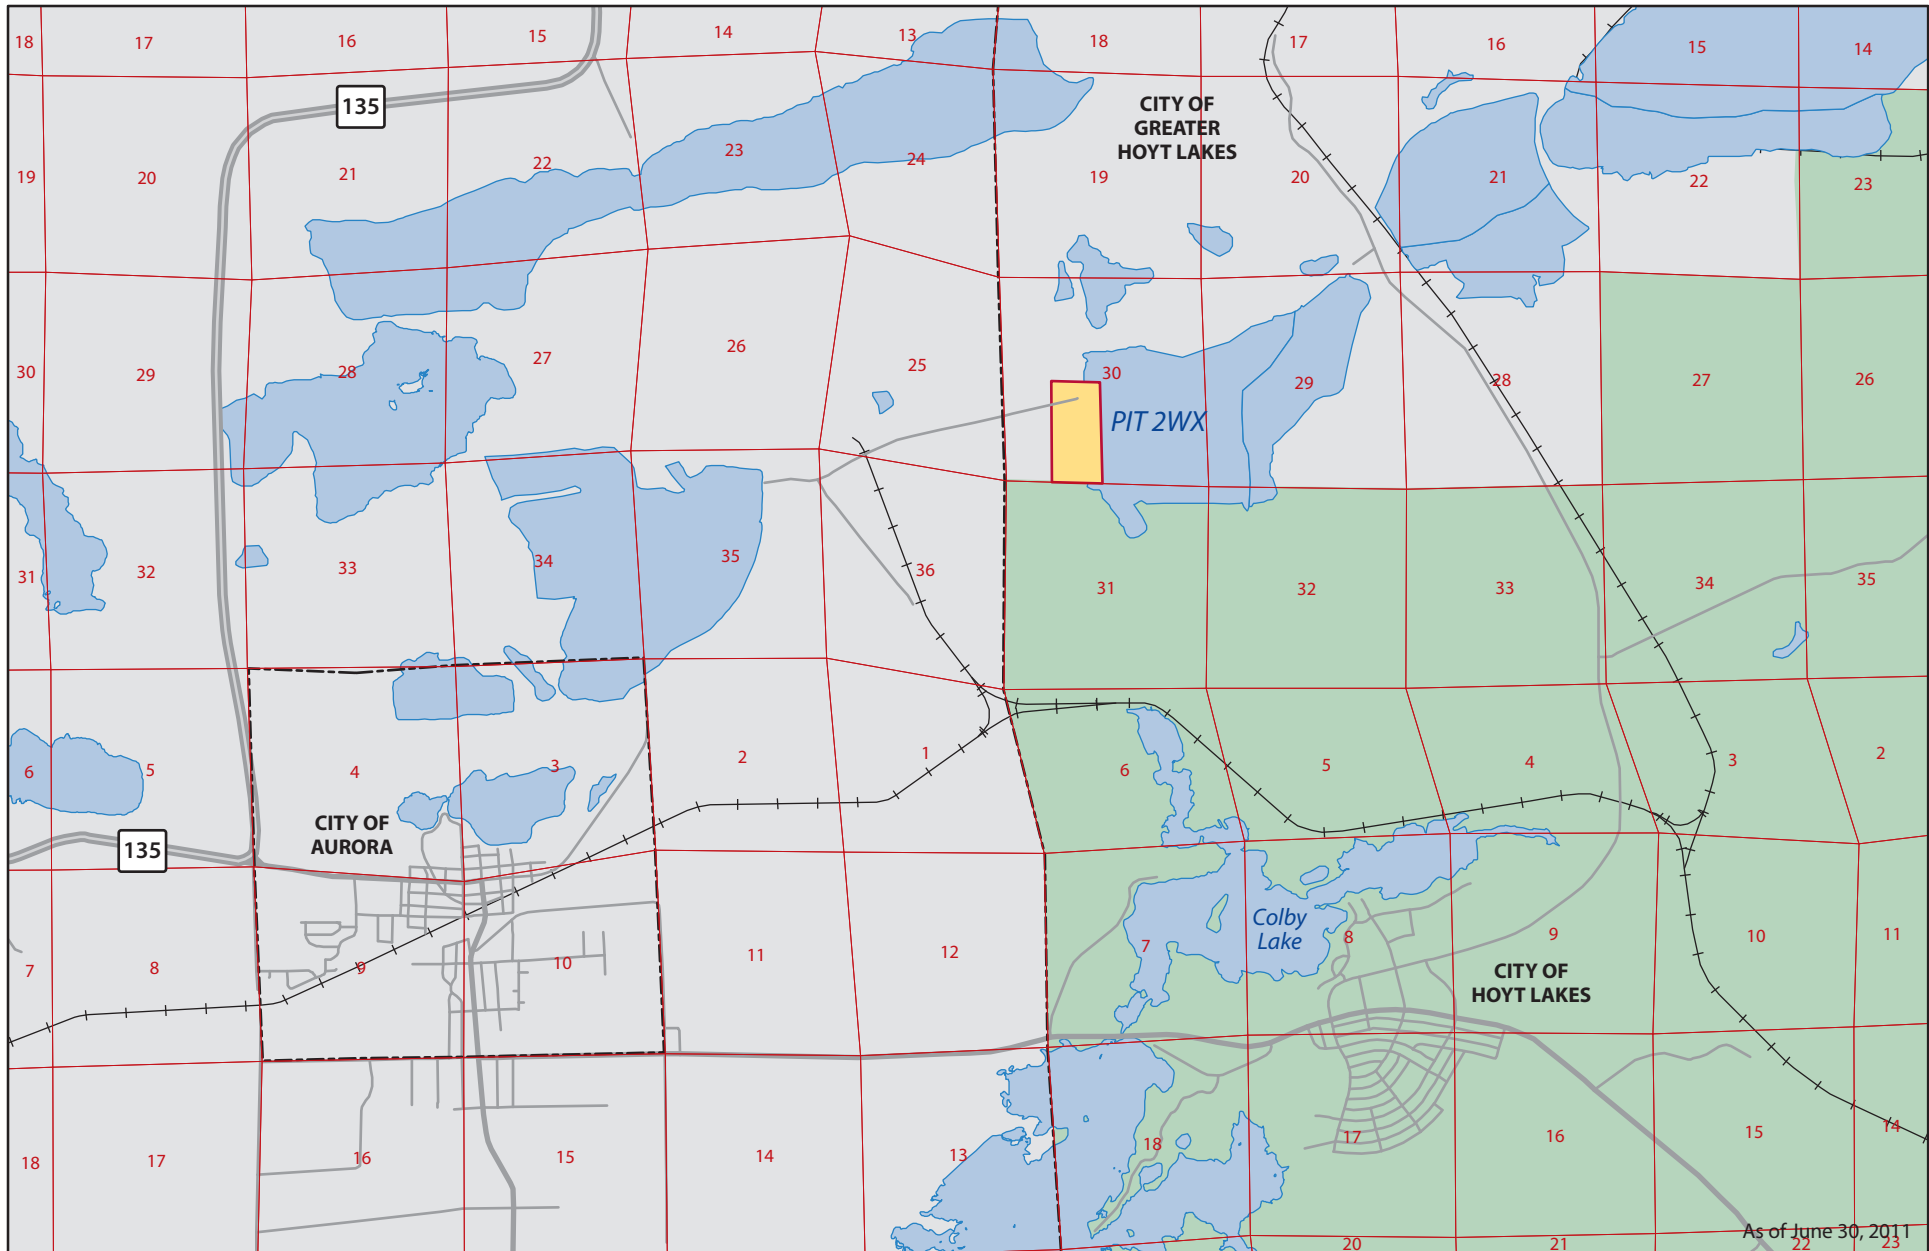 18 17 16 15 14 13 18 17 16 15 14
135
CITY OF
GREATER
HOYT LAKES
19 20 21 22 23 24 19 20 21 22 23
30 29 28 27 26 25 30 29 28 27 26
PIT 2WX
31 32 33 34 35 36 31 32 33 34 35
6 5 4 3 2 1 6 5 4 3 2
CITY OF
AURORA
135
7 8 9 10 11 12 7 8 9 10 11
Colby
Lake
CITY OF
HOYT LAKES
18 17 16 15 14 13 18 17 16 15 14
As of June 30, 2011
20 21 22 23